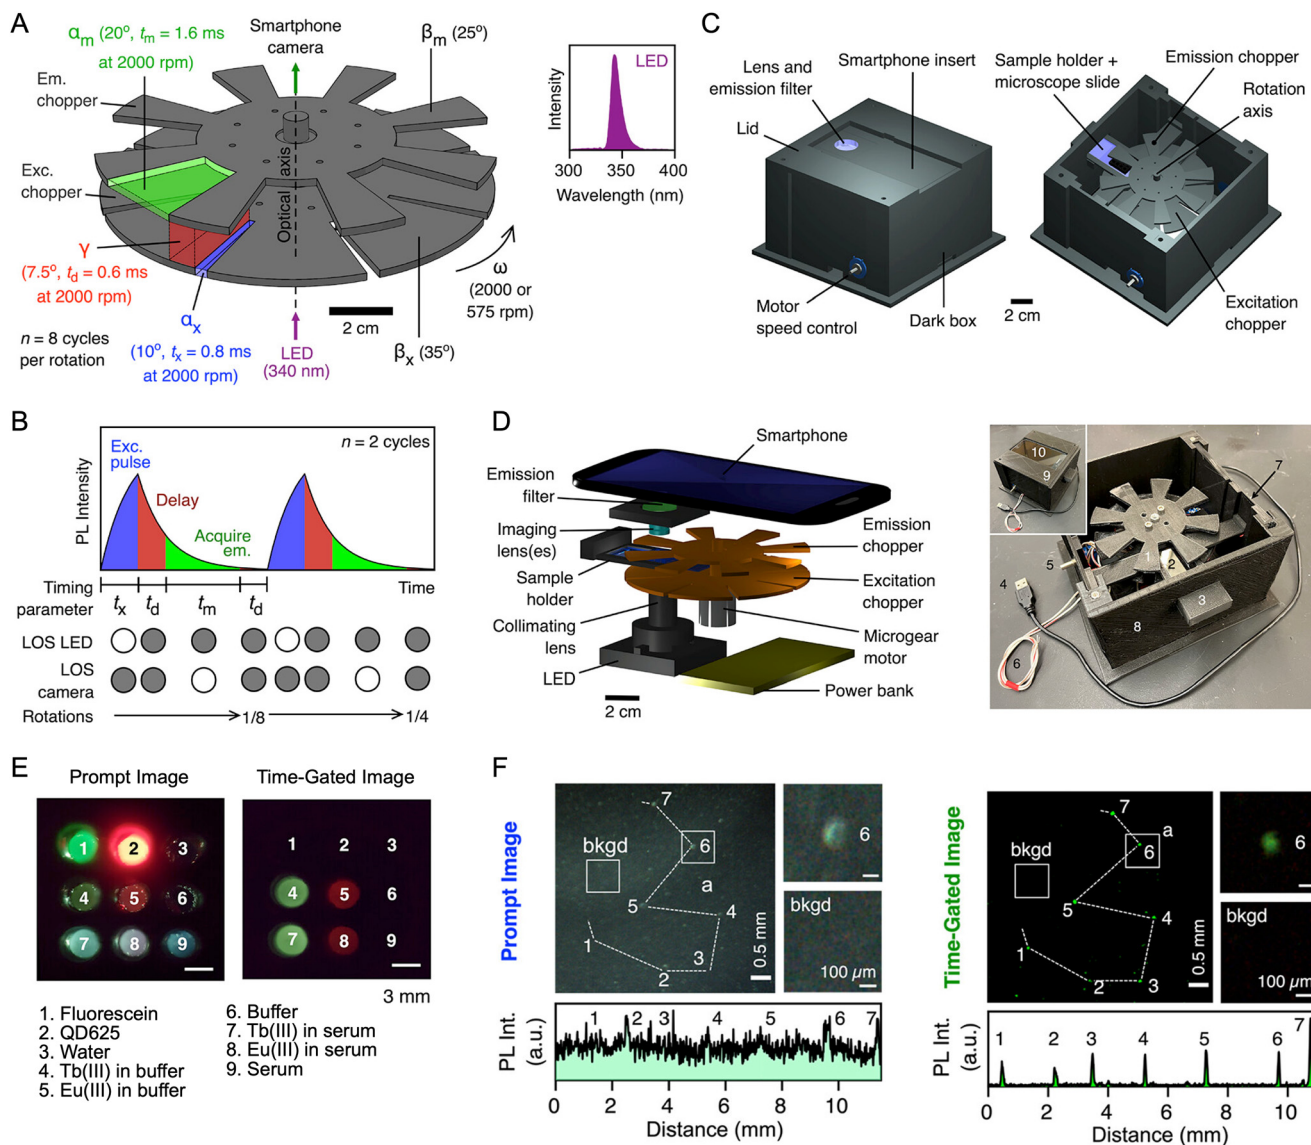 A
αm (20°, tm = 1.6 ms
at 2000 rpm)
Smartphone
camera
βm (25°)
Em.
chopper
Exc.
chopper
Optical axis
γ
(7.5°, td = 0.6 ms
at 2000 rpm)
αx
(10°, tx = 0.8 ms
at 2000 rpm)
n = 8 cycles
per rotation
LED
(340 nm)
2 cm
βx (35°)
ω
(2000 or
575 rpm)
Intensity
LED
300 350 400
Wavelength (nm)
C
Lens and
emission filter
Smartphone insert
Lid
Motor
speed control
Dark box
Sample holder +
microscope slide
Emission chopper
Rotation
axis
Excitation
chopper
2 cm
B
n = 2 cycles
PL Intensity
Exc.
pulse
Delay
Acquire
em.
Time
Timing
parameter
tx td tm td
LOS LED
LOS
camera
Rotations 1/8 1/4
D
Smartphone
Emission
filter
Imaging
lens(es)
Sample
holder
Collimating
lens
LED
Emission
chopper
Excitation
chopper
Microgear
motor
Power bank
2 cm
10
9
7
1
2
5
4
3
8
6
E
Prompt Image
Time-Gated Image
1 2 3
4 5 6
7 8 9
1 2 3
4 5 6
7 8 9
3 mm
1. Fluorescein
2. QD625
3. Water
4. Tb(III) in buffer
5. Eu(III) in buffer
6. Buffer
7. Tb(III) in serum
8. Eu(III) in serum
9. Serum
F
Prompt Image
7
bkgd
6
a
5
4
1
3
2
0.5 mm
6
bkgd
100 µm
PL Int.
(a.u.)
1 2 3 4 5 6 7
0 2 4 6 8 10
Distance (mm)
Time-Gated Image
7
a
bkgd
6
5
4
1
2 3
0.5 mm
6
bkgd
100 µm
PL Int.
(a.u.)
1 2 3 4 5 6 7
0 2 4 6 8 10
Distance (mm)